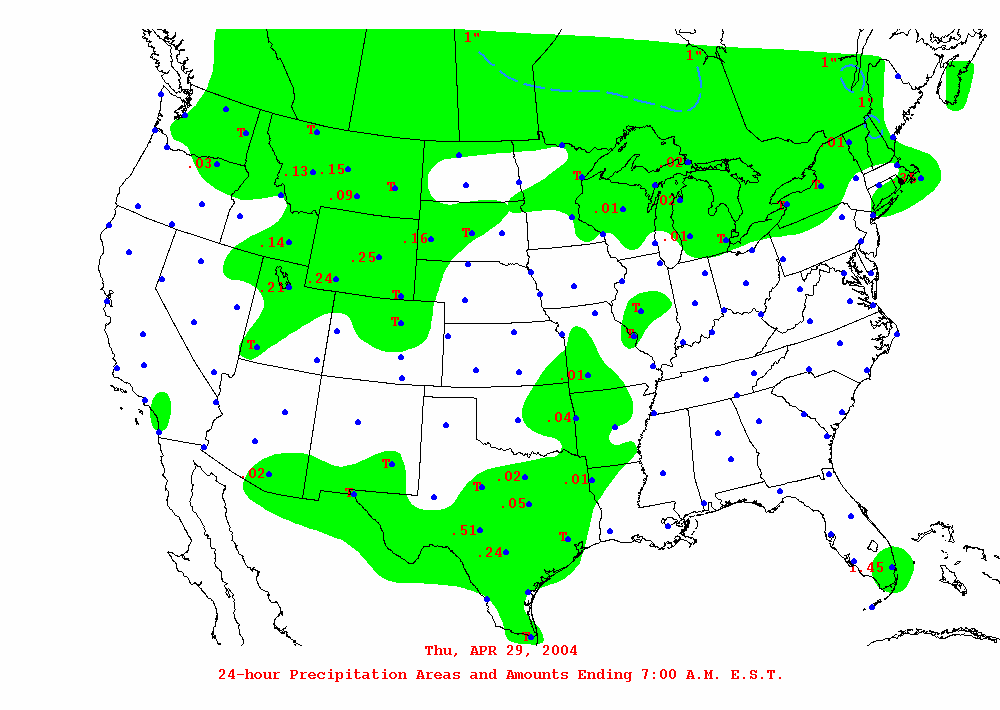 1"
1"
1"
1"
T
T
.01
.03
.02
.13 .15
T
T
T
.09
.02
T
.01
.14
.16
T
.01
T
.25
.24
.21
T
T
T
T
T
.01
.04
T
.02
.02
.01
T
T
.05
.51
T
.24
1.45
T
Thu, APR 29, 2004
24-hour Precipitation Areas and Amounts Ending 7:00 A.M. E.S.T.